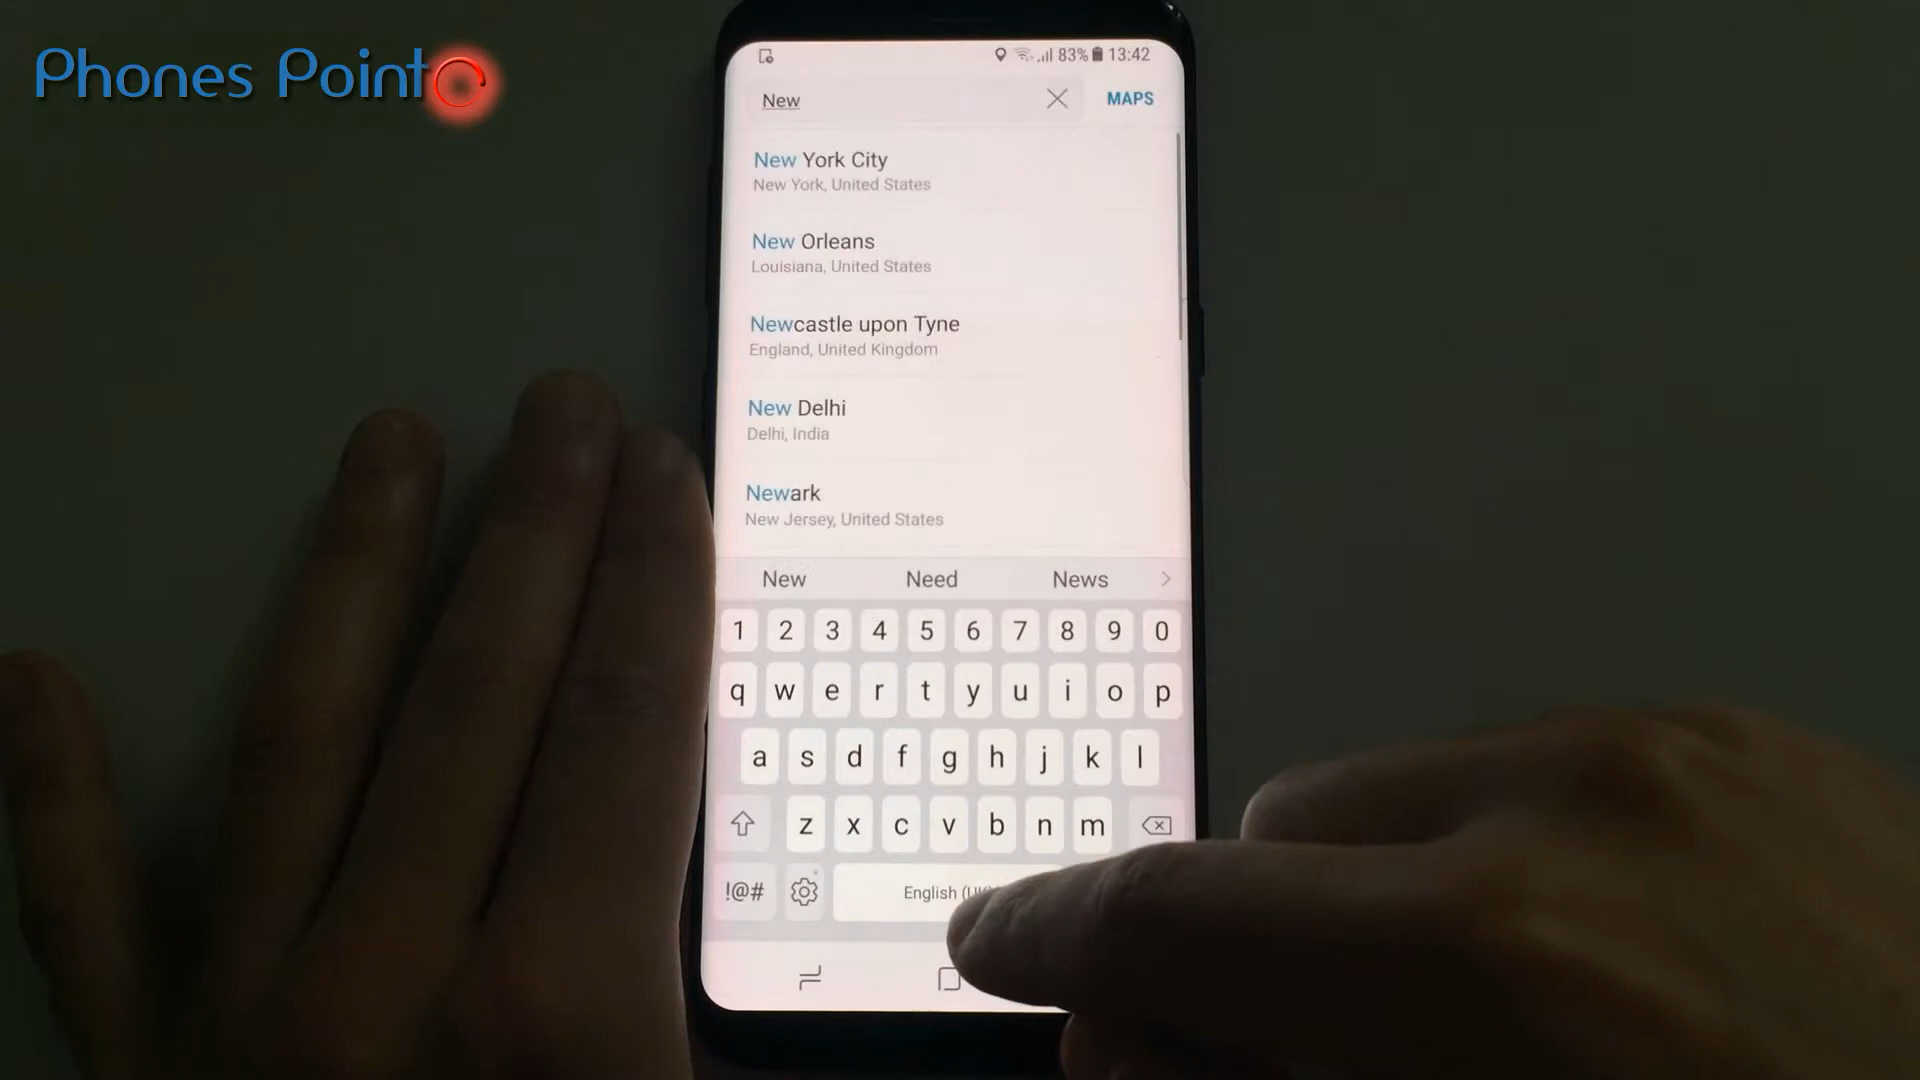 Phones Point
83% 13:42
New MAPS
New York City
New York, United States
New Orleans
Louisiana, United States
Newcastle upon Tyne
England, United Kingdom
New Delhi
Delhi, India
Newark
New Jersey, United States
New Need News
1 2 3 4 5 6 7 8 9 0
q w e r t y u i o p
a s d f g h j k l
z x c v b n m
!@# English (UK)